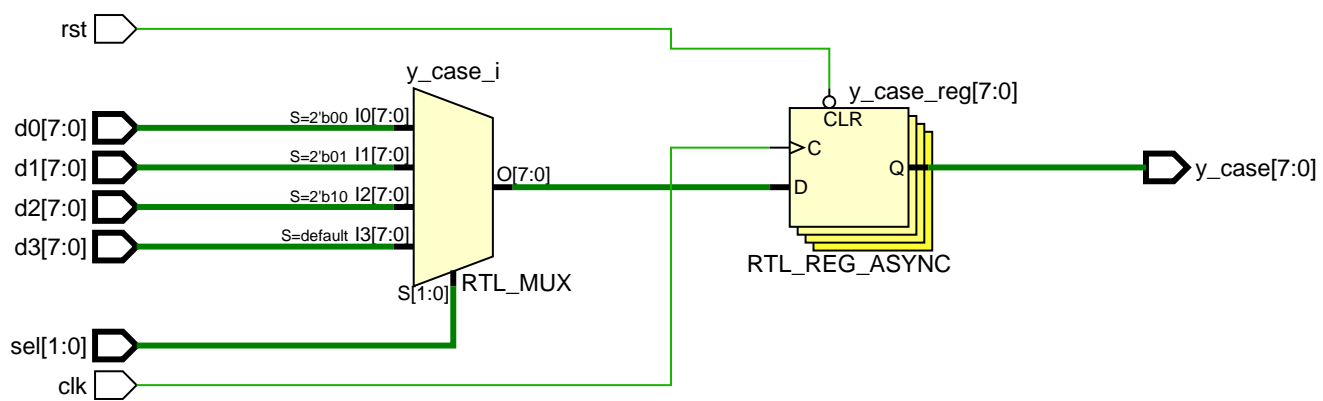 rst
y_case_i
y_case_reg[7:0]
CLR
d0[7:0]
S=2'b00 I0[7:0]
d1[7:0]
S=2'b01 I1[7:0]
C
O[7:0]
Q
y_case[7:0]
d2[7:0]
S=2'b10 I2[7:0]
D
d3[7:0]
S=default I3[7:0]
RTL_REG_ASYNC
S[1:0]
RTL_MUX
sel[1:0]
clk